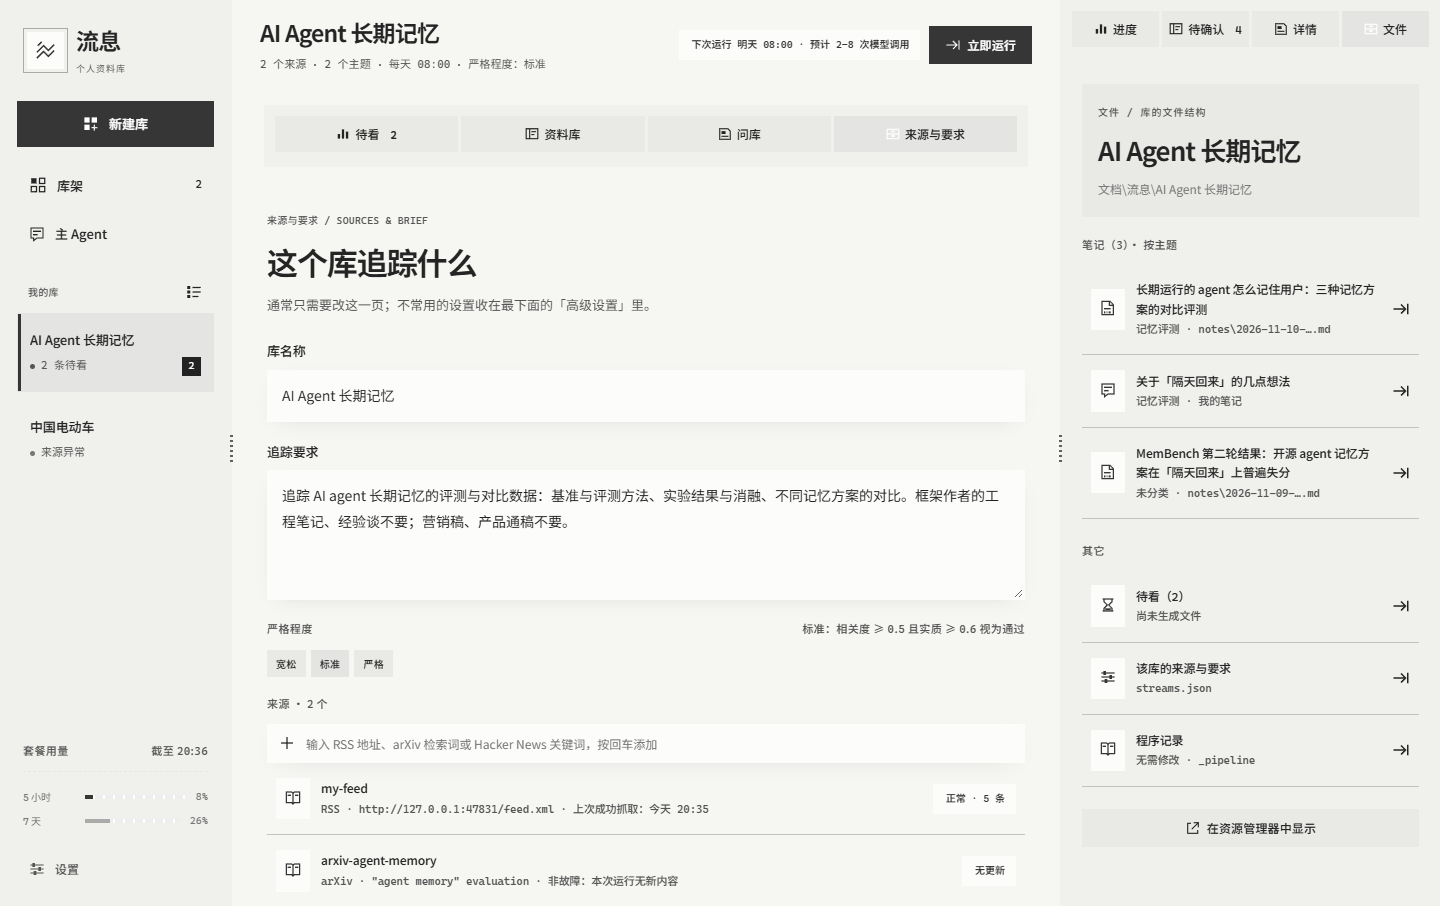 流息
个人资料库
新建库
库架 2
主 Agent
我的库
AI Agent 长期记忆
2 条待看 2
中国电动车
来源异常
套餐用量 截至 20:36
5 小时 8%
7 天 26%
设置
AI Agent 长期记忆
2 个来源 · 2 个主题 · 每天 08:00 · 严格程度：标准
下次运行 明天 08:00 · 预计 2–8 次模型调用
立即运行
待看 2
资料库
问库
来源与要求
来源与要求 / SOURCES & BRIEF
这个库追踪什么
通常只需要改这一页；不常用的设置收在最下面的「高级设置」里。
库名称
AI Agent 长期记忆
追踪要求
追踪 AI agent 长期记忆的评测与对比数据：基准与评测方法、实验结果与消融、不同记忆方案的对比。框架作者的工
程笔记、经验谈不要；营销稿、产品通稿不要。
严格程度 标准：相关度 ⩾ 0.5 且实质 ⩾ 0.6 视为通过
宽松 标准 严格
来源 · 2 个
输入 RSS 地址、arXiv 检索词或 Hacker News 关键词，按回车添加
my-feed
RSS · http://127.0.0.1:47831/feed.xml · 上次成功抓取：今天 20:35
正常 · 5 条
arxiv-agent-memory
arXiv · "agent memory" evaluation · 非故障：本次运行无新内容
无更新
进度
待确认 4
详情
文件
文件 / 库的文件结构
AI Agent 长期记忆
文档\流息\AI Agent 长期记忆
笔记（3）· 按主题
长期运行的 agent 怎么记住用户：三种记忆方
案的对比评测
记忆评测 · notes\2026-11-10-….md
关于「隔天回来」的几点想法
记忆评测 · 我的笔记
MemBench 第二轮结果：开源 agent 记忆方
案在「隔天回来」上普遍失分
未分类 · notes\2026-11-09-….md
其它
待看（2）
尚未生成文件
该库的来源与要求
streams.json
程序记录
无需修改 · _pipeline
在资源管理器中显示